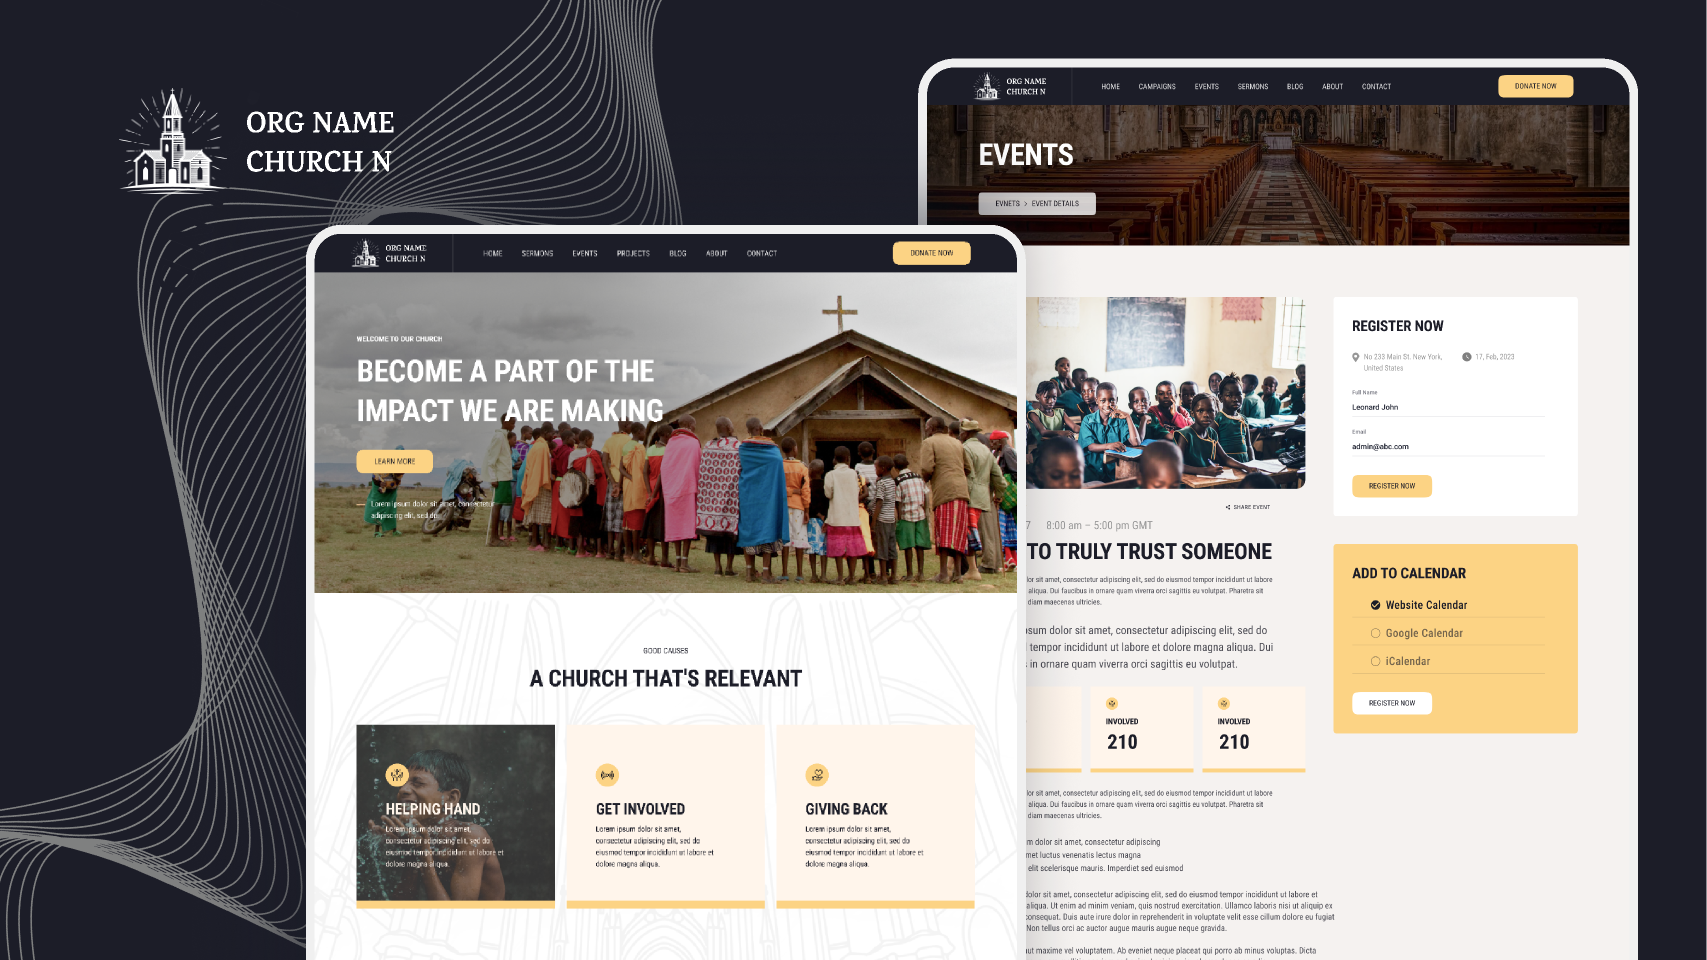 ORG NAME
CHURCH N
ORG NAME
CHURCH N
HOME
SERMONS
EVENTS
PROJECTS
BLOG
ABOUT
CONTACT
DONATE NOW
WELCOME TO OUR CHURCH
BECOME A PART OF THE
IMPACT WE ARE MAKING
LEARN MORE
Lorem ipsum dolor sit amet, consectetur
adipiscing elit, sed do
GOOD CAUSES
A CHURCH THAT'S RELEVANT
HELPING HAND
Lorem ipsum dolor sit amet,
consectetur adipiscing elit, sed do
eiusmod tempor incididunt ut labore et
dolore magna aliqua.
GET INVOLVED
Lorem ipsum dolor sit amet,
consectetur adipiscing elit, sed do
eiusmod tempor incididunt ut labore et
dolore magna aliqua.
GIVING BACK
Lorem ipsum dolor sit amet,
consectetur adipiscing elit, sed do
eiusmod tempor incididunt ut labore et
dolore magna aliqua.
ORG NAME
CHURCH N
HOME
CAMPAIGNS
EVENTS
SERMONS
BLOG
ABOUT
CONTACT
DONATE NOW
EVENTS
EVNETS > EVENT DETAILS
SHARE EVENT
7 8:00 am – 5:00 pm GMT
TO TRULY TRUST SOMEONE
sit amet, consectetur adipiscing elit, sed do eiusmod tempor incididunt ut labore
aliqua. Dui faucibus in ornare quam viverra orci sagittis eu volutpat. Pharetra sit
diam maecenas ultricies.
dolor sit amet, consectetur adipiscing elit, sed do
tempor incididunt ut labore et dolore magna aliqua. Dui
in ornare quam viverra orci sagittis eu volutpat.
INVOLVED
210
INVOLVED
210
sit amet, consectetur adipiscing elit, sed do eiusmod tempor incididunt ut labore
aliqua. Dui faucibus in ornare quam viverra orci sagittis eu volutpat. Pharetra sit
diam maecenas ultricies.
dolor sit amet, consectetur adipiscing
luctus venenatis lectus magna
elit scelerisque mauris. Imperdiet sed euismod
dolor sit amet, consectetur adipiscing elit, sed do eiusmod tempor incididunt ut labore et
aliqua. Ut enim ad minim veniam, quis nostrud exercitation. Ullamco laboris nisi ut aliquip ex
consequat. Duis aute irure dolor in reprehenderit in voluptate velit esse cillum dolore eu fugiat
Non tellus orci ac auctor augue mauris augue neque gravida.
aut maxime vel voluptatem. Ab eveniet neque placeat qui porro ab minus voluptas. Dicta
REGISTER NOW
No 233 Main St. New York,
United States
17, Feb, 2023
Full Name
Leonard John
Email
admin@abc.com
REGISTER NOW
ADD TO CALENDAR
Website Calendar
Google Calendar
iCalendar
REGISTER NOW